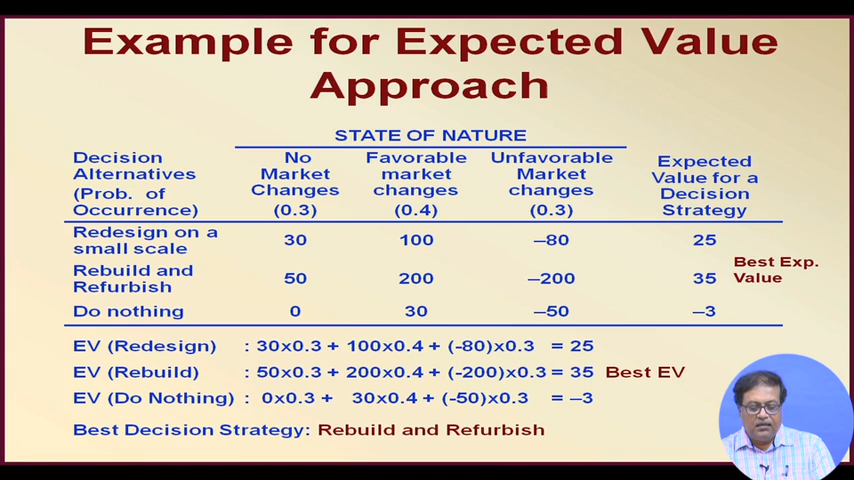 Example for Expected Value
Approach
STATE OF NATURE
Decision Alternatives (Prob. of Occurrence)
No Market Changes (0.3)
Favorable market changes (0.4)
Unfavorable Market changes (0.3)
Expected Value for a Decision Strategy
Redesign on a small scale 30 100 –80 25
Rebuild and Refurbish 50 200 –200 35 Best Exp. Value
Do nothing 0 30 –50 –3
EV (Redesign) : 30x0.3 + 100x0.4 + (-80)x0.3 = 25
EV (Rebuild) : 50x0.3 + 200x0.4 + (-200)x0.3 = 35 Best EV
EV (Do Nothing) : 0x0.3 + 30x0.4 + (-50)x0.3 = –3
Best Decision Strategy: Rebuild and Refurbish